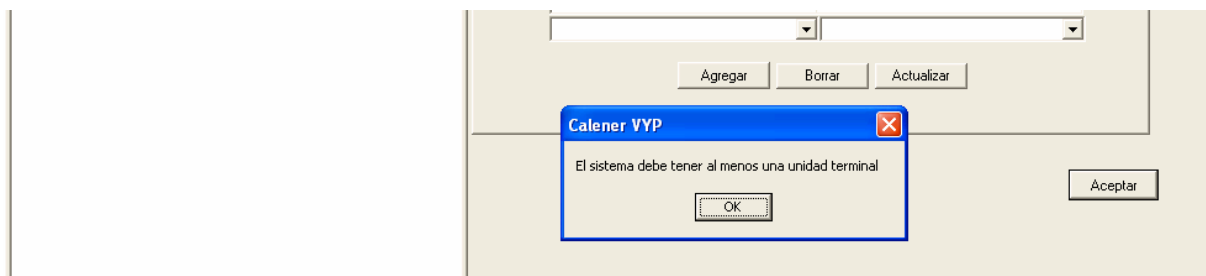 Agregar Borrar Actualizar
Calener VYP
El sistema debe tener al menos una unidad terminal
Aceptar
OK